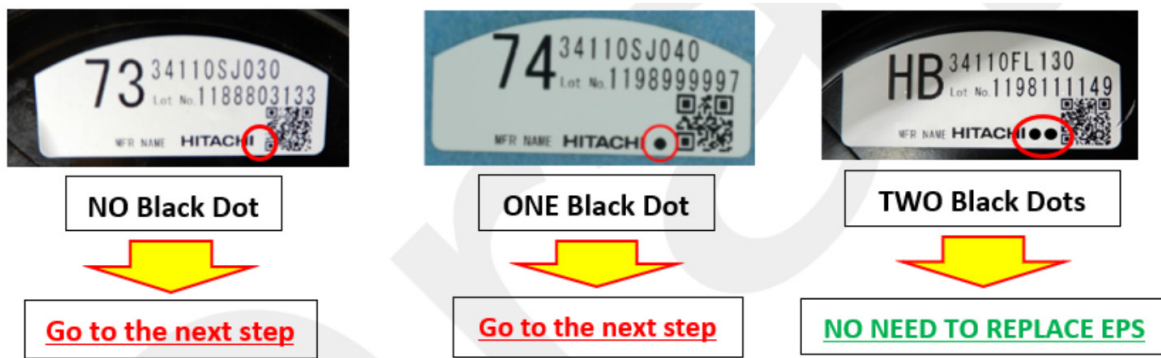 73 34110SJ030
Lot No.1188803133
MFR NAME HITACHI
74 34110SJ040
Lot No.1198999997
MFR NAME HITACHI ●
HB 34110FL130
Lot No.1198111149
MFR NAME HITACHI ●●
NO Black Dot
ONE Black Dot
TWO Black Dots
Go to the next step
Go to the next step
NO NEED TO REPLACE EPS